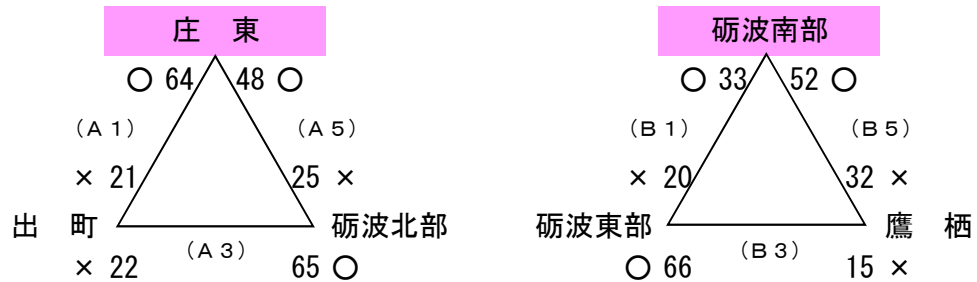 庄　東
○ 64 48 ○
（Ａ１） （Ａ５）
× 21 25 ×
出　町 砺波北部
（Ａ３）
× 22 65 ○
砺波南部
○ 33 52 ○
（Ｂ１） （Ｂ５）
× 20 32 ×
砺波東部 鷹　栖
（Ｂ３）
○ 66 15 ×